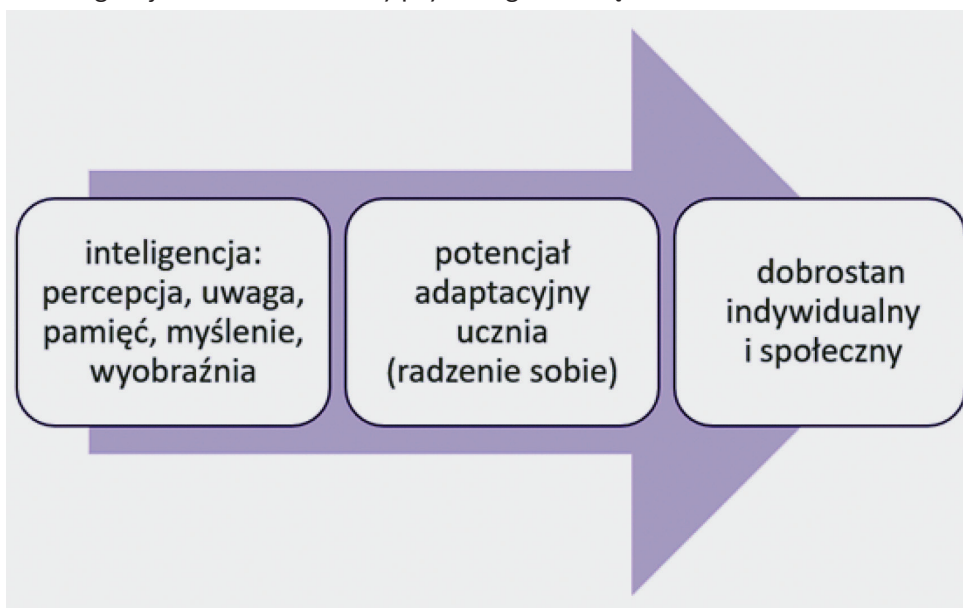 inteligencja:
percepcja, uwaga,
pamięć, myślenie,
wyobraźnia
potencjał
adaptacyjny
ucznia
(radzenie sobie)
dobrostan
indywidualny
i społeczny